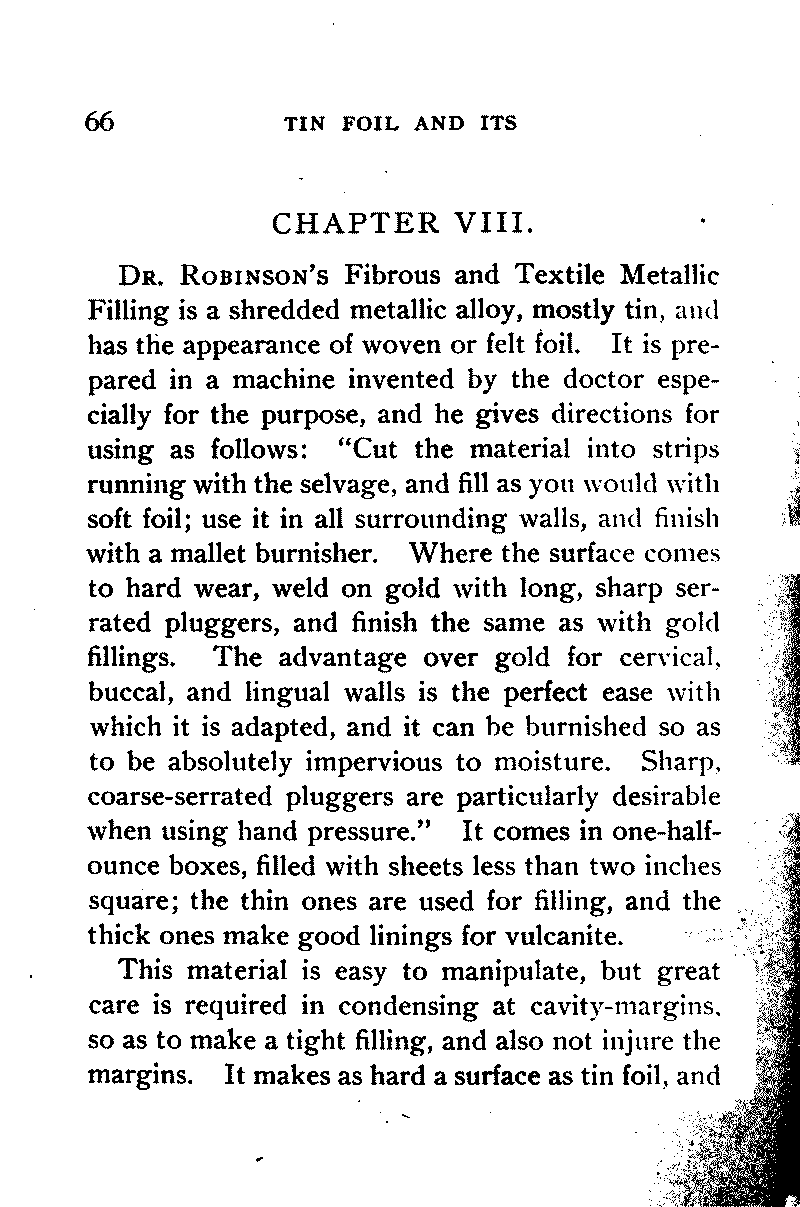 66 TIN FOIL AND ITS
CHAPTER VIII.
DR. ROBINSON'S Fibrous and Textile Metallic
Filling is a shredded metallic alloy, mostly tin, and
has the appearance of woven or felt foil. It is pre-
pared in a machine invented by the doctor espe-
cially for the purpose, and he gives directions for
using as follows: "Cut the material into strips
running with the selvage, and fill as you would with
soft foil; use it in all surrounding walls, and finish
with a mallet burnisher. Where the surface comes
to hard wear, weld on gold with long, sharp ser-
rated pluggers, and finish the same as with gold
fillings. The advantage over gold for cervical,
buccal, and lingual walls is the perfect ease with
which it is adapted, and it can be burnished so as
to be absolutely impervious to moisture. Sharp,
coarse-serrated pluggers are particularly desirable
when using hand pressure." It comes in one-half-
ounce boxes, filled with sheets less than two inches
square; the thin ones are used for filling, and the
thick ones make good linings for vulcanite.
This material is easy to manipulate, but great
care is required in condensing at cavity-margins,
so as to make a tight filling, and also not injure the
margins. It makes as hard a surface as tin foil, and